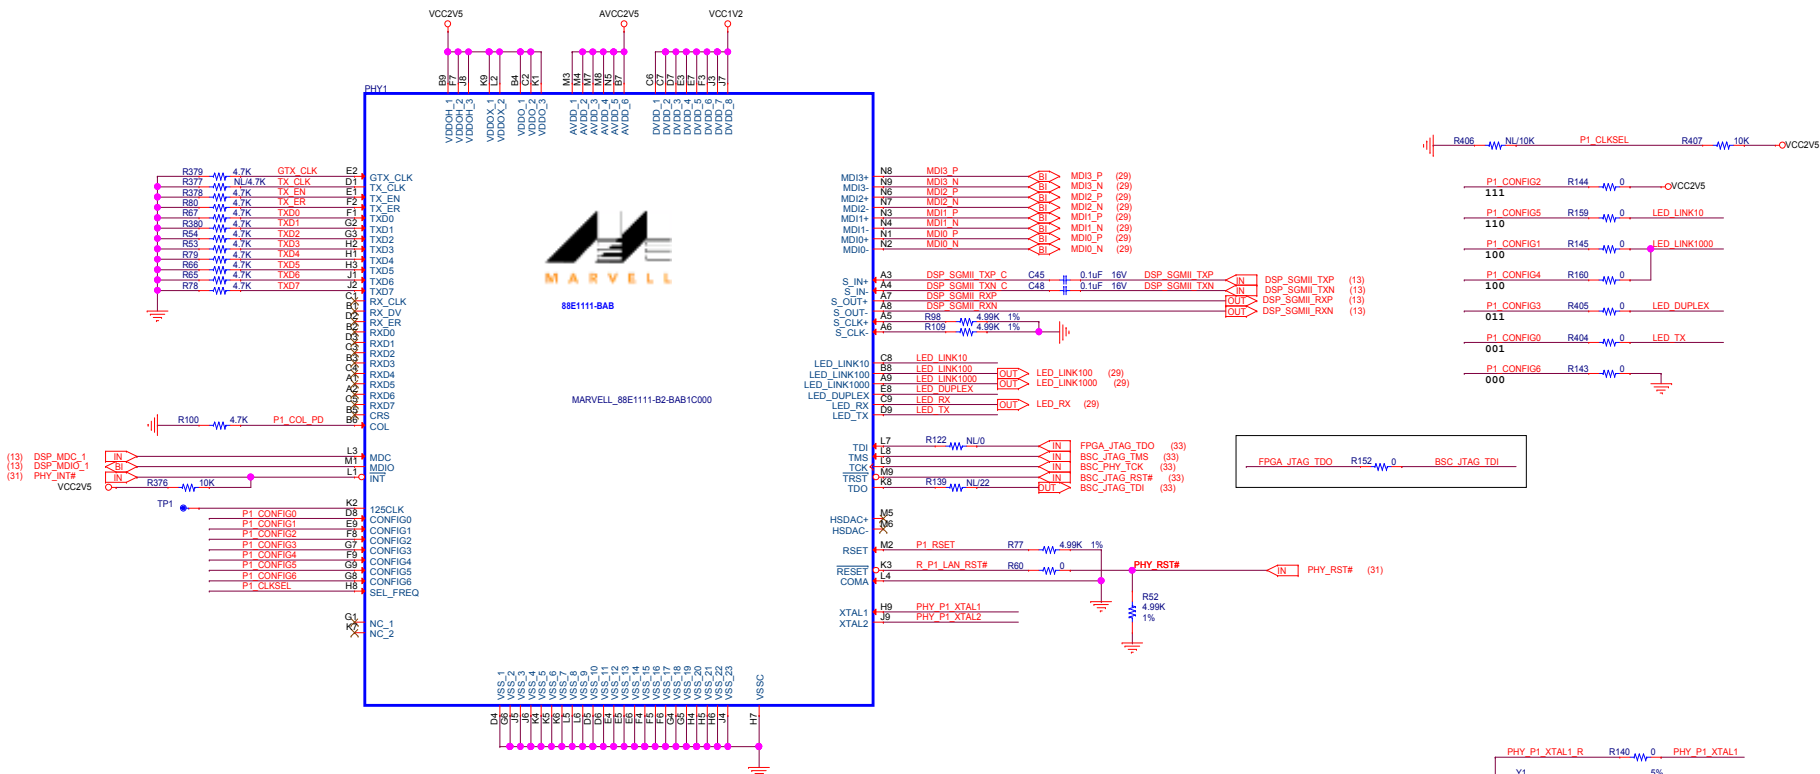 VCC2V5 AVCC2V5 VCC1V2
B9 F7 J8 K9 L2 B4 C2 K1 M3 M4 M7 M8 N5 B7 C6 C7 D7 E3 E7 F3 J3 J7
PHY1
VDDOH_1 VDDOH_2 VDDOH_3 VDDOX_1 VDDOX_2 VDDO_1 VDDO_2 VDDO_3 AVDD_1 AVDD_2 AVDD_3 AVDD_4 AVDD_5 AVDD_6 DVDD_1 DVDD_2 DVDD_3 DVDD_4 DVDD_5 DVDD_6 DVDD_7 DVDD_8
R379 4.7K GTX_CLK E2 GTX_CLK
R377 NL/4.7K TX_CLK D1 TX_CLK
R378 4.7K TX_EN E1 TX_EN
R80 4.7K TX_ER F2 TX_ER
R67 4.7K TXD0 F1 TXD0
R380 4.7K TXD1 G2 TXD1
R54 4.7K TXD2 G3 TXD2
R53 4.7K TXD3 H2 TXD3
R79 4.7K TXD4 H1 TXD4
R66 4.7K TXD5 H3 TXD5
R65 4.7K TXD6 J1 TXD6
R78 4.7K TXD7 J2 TXD7
C1 RX_CLK
B1 RX_DV
D2 RX_ER
B2 RXD0
D3 RXD1
C3 RXD2
B3 RXD3
C4 RXD4
A1 RXD5
A2 RXD6
C5 RXD7
B5 CRS
R100 4.7K P1_COL_PD B6 COL
(13) DSP_MDC_1 IN L3 MDC
(13) DSP_MDIO_1 BI M1 MDIO
(31) PHY_INT# IN L1 INT
VCC2V5 R376 10K
TP1 K2 125CLK
P1_CONFIG0 D8 CONFIG0
P1_CONFIG1 E9 CONFIG1
P1_CONFIG2 F8 CONFIG2
P1_CONFIG3 G7 CONFIG3
P1_CONFIG4 F9 CONFIG4
P1_CONFIG5 G9 CONFIG5
P1_CONFIG6 G8 CONFIG6
P1_CLKSEL H8 SEL_FREQ
G1 NC_1
K7 NC_2
MARVELL
88E1111-BAB
MARVELL_88E1111-B2-BAB1C000
MDI3+ N8 MDI3_P BI MDI3_P (29)
MDI3- N9 MDI3_N BI MDI3_N (29)
MDI2+ N6 MDI2_P BI MDI2_P (29)
MDI2- N7 MDI2_N BI MDI2_N (29)
MDI1+ N3 MDI1_P BI MDI1_P (29)
MDI1- N4 MDI1_N BI MDI1_N (29)
MDI0+ N1 MDI0_P BI MDI0_P (29)
MDI0- N2 MDI0_N BI MDI0_N (29)
S_IN+ A3 DSP_SGMII_TXP_C C45 0.1uF 16V DSP_SGMII_TXP IN DSP_SGMII_TXP (13)
S_IN- A4 DSP_SGMII_TXN_C C48 0.1uF 16V DSP_SGMII_TXN IN DSP_SGMII_TXN (13)
S_OUT+ A7 DSP_SGMII_RXP OUT DSP_SGMII_RXP (13)
S_OUT- A8 DSP_SGMII_RXN OUT DSP_SGMII_RXN (13)
S_CLK+ A5 R98 4.99K 1%
S_CLK- A6 R109 4.99K 1%
LED_LINK10 C8 LED_LINK10
LED_LINK100 B8 LED_LINK100 OUT LED_LINK100 (29)
LED_LINK1000 A9 LED_LINK1000 OUT LED_LINK1000 (29)
LED_DUPLEX E8 LED_DUPLEX
LED_RX C9 LED_RX OUT LED_RX (29)
LED_TX D9 LED_TX
TDI L7 R122 NL/0 IN FPGA_JTAG_TDO (33)
TMS L8 IN BSC_JTAG_TMS (33)
TCK L9 IN BSC_PHY_TCK (33)
TRST M9 IN BSC_JTAG_RST# (33)
TDO K8 R139 NL/22 OUT BSC_JTAG_TDI (33)
HSDAC+ M5
HSDAC- M6
RSET M2 P1_RSET R77 4.99K 1%
RESET K3 R_P1_LAN_RST# R60 0 PHY_RST# IN PHY_RST# (31)
COMA L4
R52
4.99K
1%
XTAL1 H9 PHY_P1_XTAL1
XTAL2 J9 PHY_P1_XTAL2
VSS_1 VSS_2 VSS_3 VSS_4 VSS_5 VSS_6 VSS_7 VSS_8 VSS_9 VSS_10 VSS_11 VSS_12 VSS_13 VSS_14 VSS_15 VSS_16 VSS_17 VSS_18 VSS_19 VSS_20 VSS_21 VSS_22 VSS_23 VSSC
D4 G6 J5 J6 K4 K5 K6 L5 L6 D5 D6 E4 E5 E6 F4 F5 F6 G4 G5 H4 H5 H6 J4 H7
R406 NL/10K P1_CLKSEL R407 10K VCC2V5
P1_CONFIG2 R144 0 VCC2V5
111
P1_CONFIG5 R159 0 LED_LINK10
110
P1_CONFIG1 R145 0 LED_LINK1000
100
P1_CONFIG4 R160 0
100
P1_CONFIG3 R405 0 LED_DUPLEX
011
P1_CONFIG0 R404 0 LED_TX
001
P1_CONFIG6 R143 0
000
FPGA_JTAG_TDO R152 0 BSC_JTAG_TDI
PHY_P1_XTAL1_R R140 0 PHY_P1_XTAL1
Y1 5%